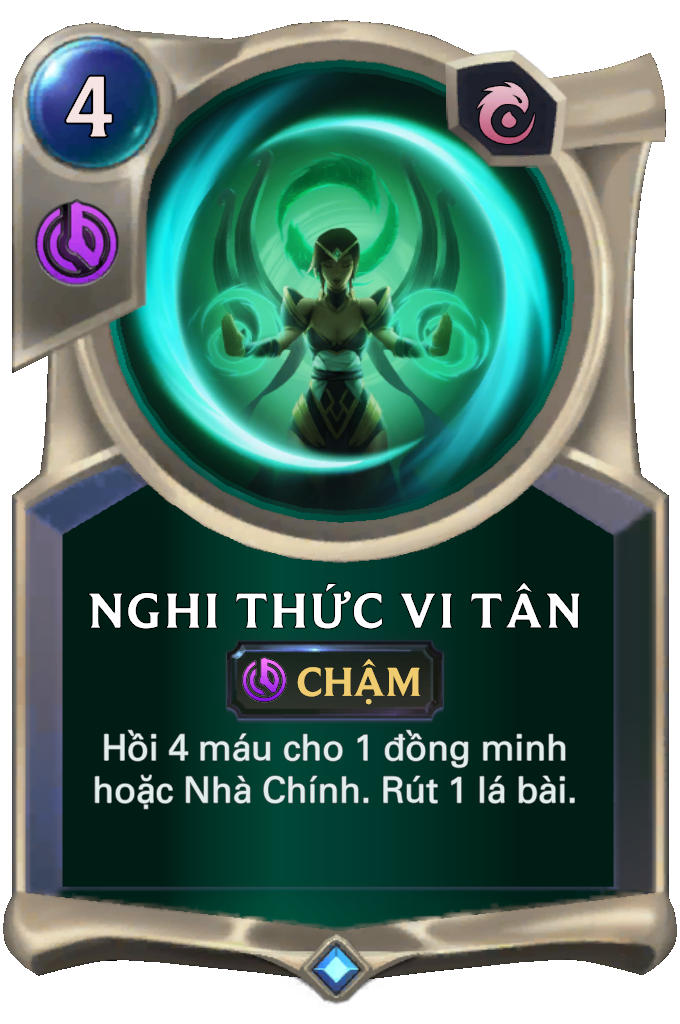 4
NGHI THỨC VI TÂN
CHẬM
Hồi 4 máu cho 1 đồng minh
hoặc Nhà Chính. Rút 1 lá bài.